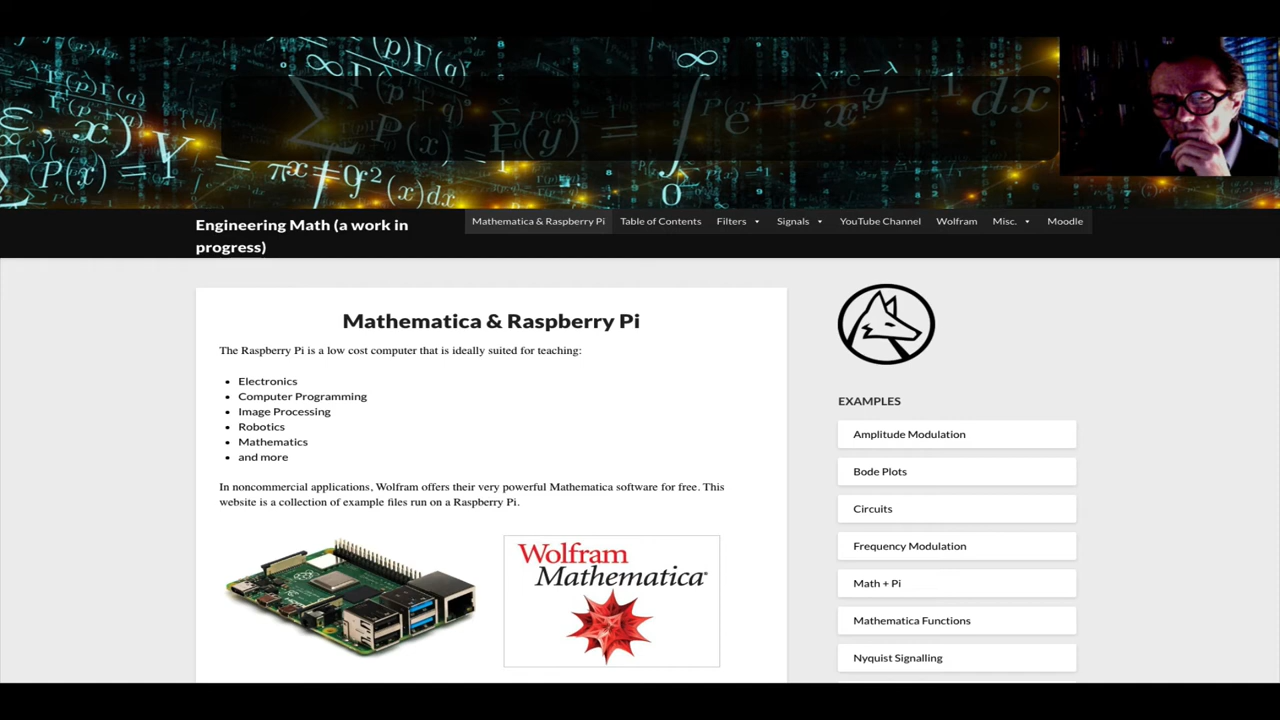 Engineering Math (a work in
progress)
Mathematica & Raspberry Pi
Table of Contents
Filters
Signals
YouTube Channel
Wolfram
Misc.
Moodle
Mathematica & Raspberry Pi
The Raspberry Pi is a low cost computer that is ideally suited for teaching:
Electronics
Computer Programming
Image Processing
Robotics
Mathematics
and more
In noncommercial applications, Wolfram offers their very powerful Mathematica software for free. This
website is a collection of example files run on a Raspberry Pi.
Wolfram
Mathematica®
EXAMPLES
Amplitude Modulation
Bode Plots
Circuits
Frequency Modulation
Math + Pi
Mathematica Functions
Nyquist Signalling